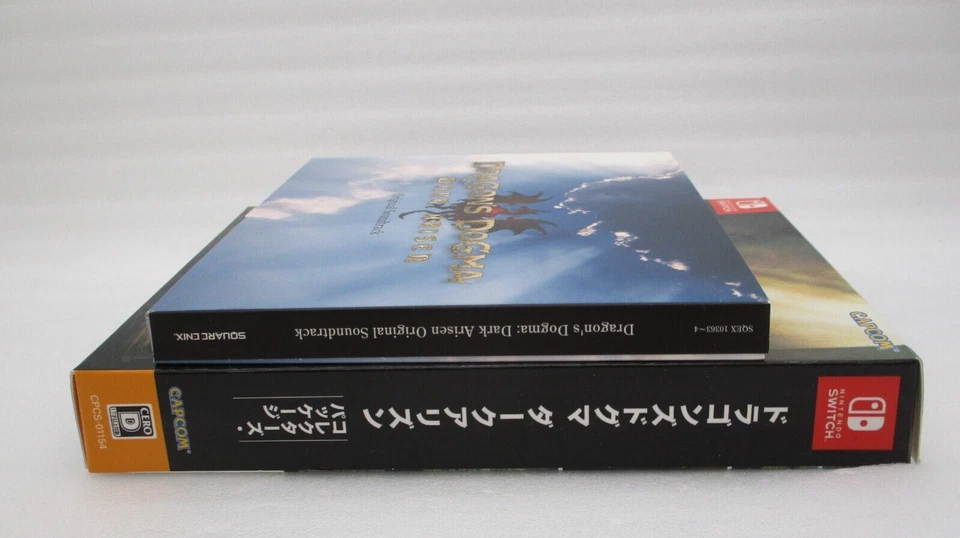 DRAGON'S DOGMA
DARK ARISEN
Original Soundtrack
SQEX 10363~4
Dragon's Dogma: Dark Arisen Original Soundtrack
SQUARE ENIX
CAPCOM
NINTENDO
SWITCH
ドラゴンズドグマ ダークアリズン
コレクターズ・
パッケージ
CAPCOM
CERO
D
CPCS-01154